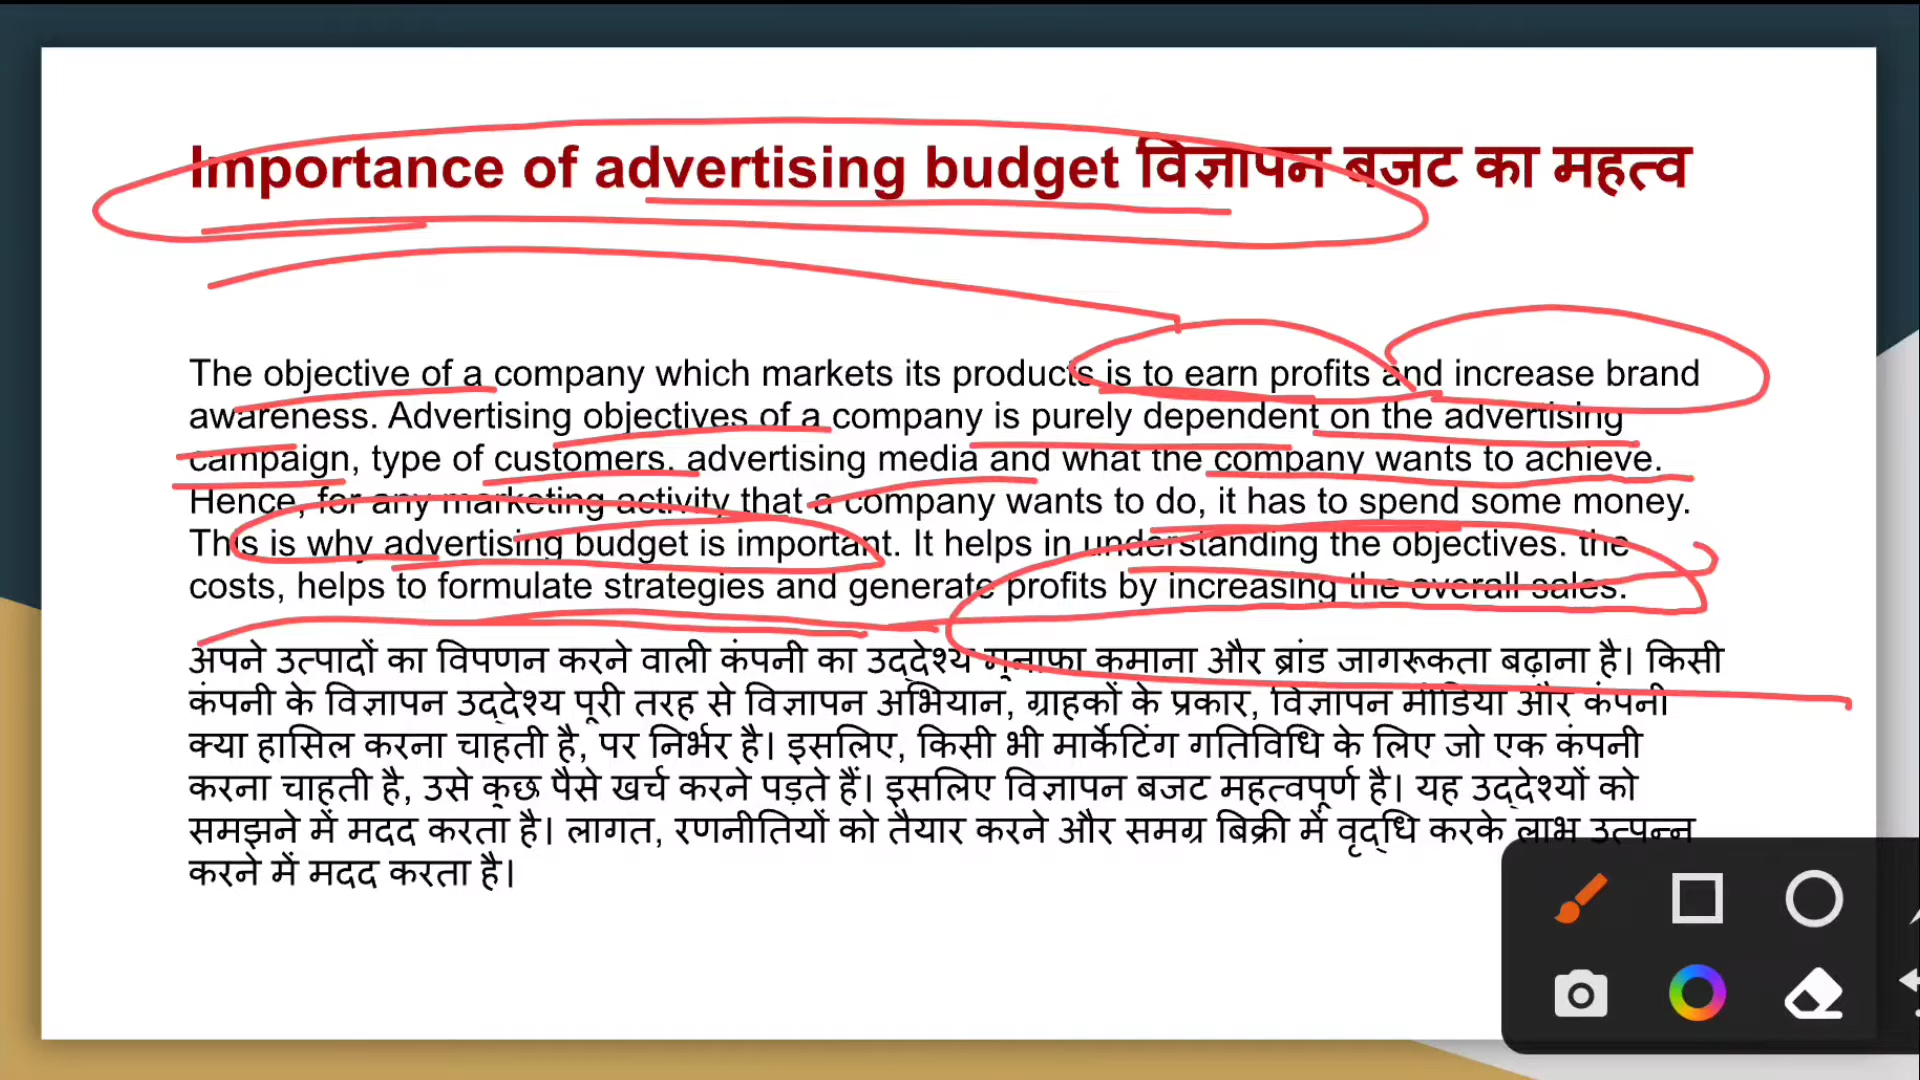 Importance of advertising budget विज्ञापन बजट का महत्व
The objective of a company which markets its products is to earn profits and increase brand
awareness. Advertising objectives of a company is purely dependent on the advertising
campaign, type of customers. advertising media and what the company wants to achieve.
Hence, for any marketing activity that a company wants to do, it has to spend some money.
This is why advertising budget is important. It helps in understanding the objectives. the
costs, helps to formulate strategies and generate profits by increasing the overall sales.
अपने उत्पादों का विपणन करने वाली कंपनी का उद्देश्य मुनाफा कमाना और ब्रांड जागरूकता बढ़ाना है। किसी
कंपनी के विज्ञापन उद्देश्य पूरी तरह से विज्ञापन अभियान, ग्राहकों के प्रकार, विज्ञापन मीडिया और कंपनी
क्या हासिल करना चाहती है, पर निर्भर है। इसलिए, किसी भी मार्केटिंग गतिविधि के लिए जो एक कंपनी
करना चाहती है, उसे कुछ पैसे खर्च करने पड़ते हैं। इसलिए विज्ञापन बजट महत्वपूर्ण है। यह उद्देश्यों को
समझने में मदद करता है। लागत, रणनीतियों को तैयार करने और समग्र बिक्री में वृद्धि करके लाभ उत्पन्न
करने में मदद करता है।